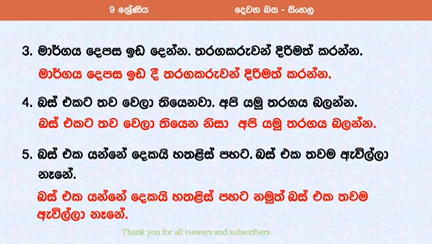 9 ශ්‍රේණිය දෙවන බස - සිංහල
3. මාර්ගය දෙපස ඉඩ දෙන්න. තරගකරුවන් දිරිමත් කරන්න.
මාර්ගය දෙපස ඉඩ දී තරගකරුවන් දිරිමත් කරන්න.
4. බස් එකට තව වෙලා තියෙනවා. අපි යමු තරගය බලන්න.
බස් එකට තව වෙලා තියෙන නිසා අපි යමු තරගය බලන්න.
5. බස් එක යන්නේ දෙකයි හතළිස් පහට. බස් එක තවම ඇවිල්ලා
නෑනේ.
බස් එක යන්නේ දෙකයි හතළිස් පහට නමුත් බස් එක තවම
ඇවිල්ලා නෑනේ.
Thank you for all viewers and subscribers.